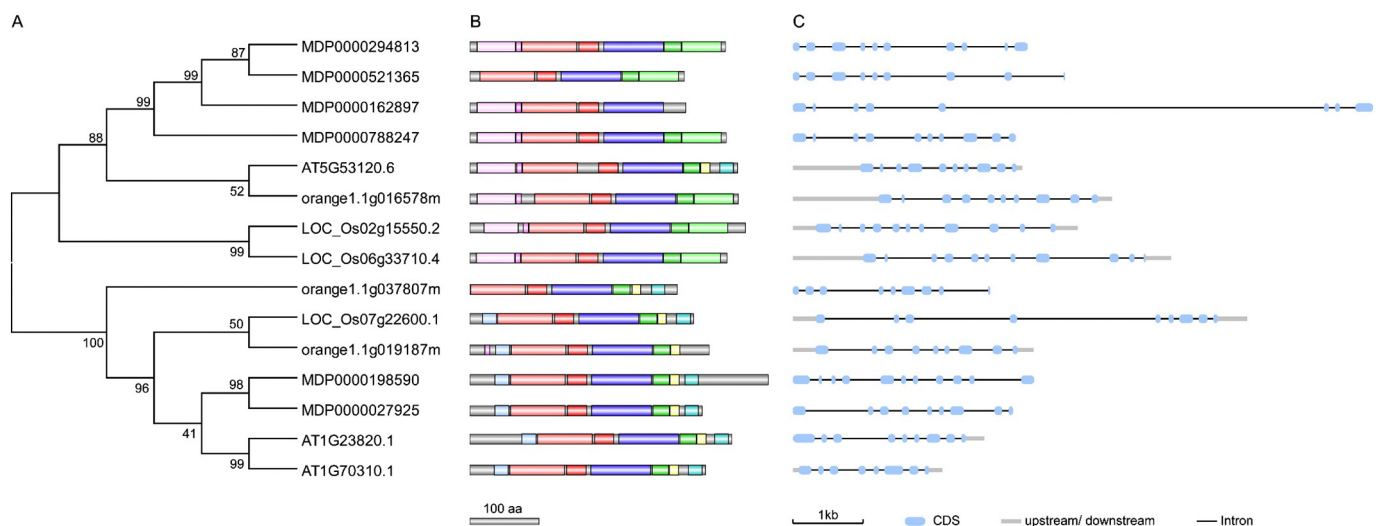 A B C
87 MDP0000294813
MDP0000521365
99
MDP0000162897
99
MDP0000788247
88
AT5G53120.6
52 orange1.1g016578m
LOC_Os02g15550.2
99 LOC_Os06g33710.4
orange1.1g037807m
LOC_Os07g22600.1
50
100 orange1.1g019187m
96 98 MDP0000198590
MDP0000027925
41
AT1G23820.1
99 AT1G70310.1
100 aa
1kb CDS upstream/ downstream Intron